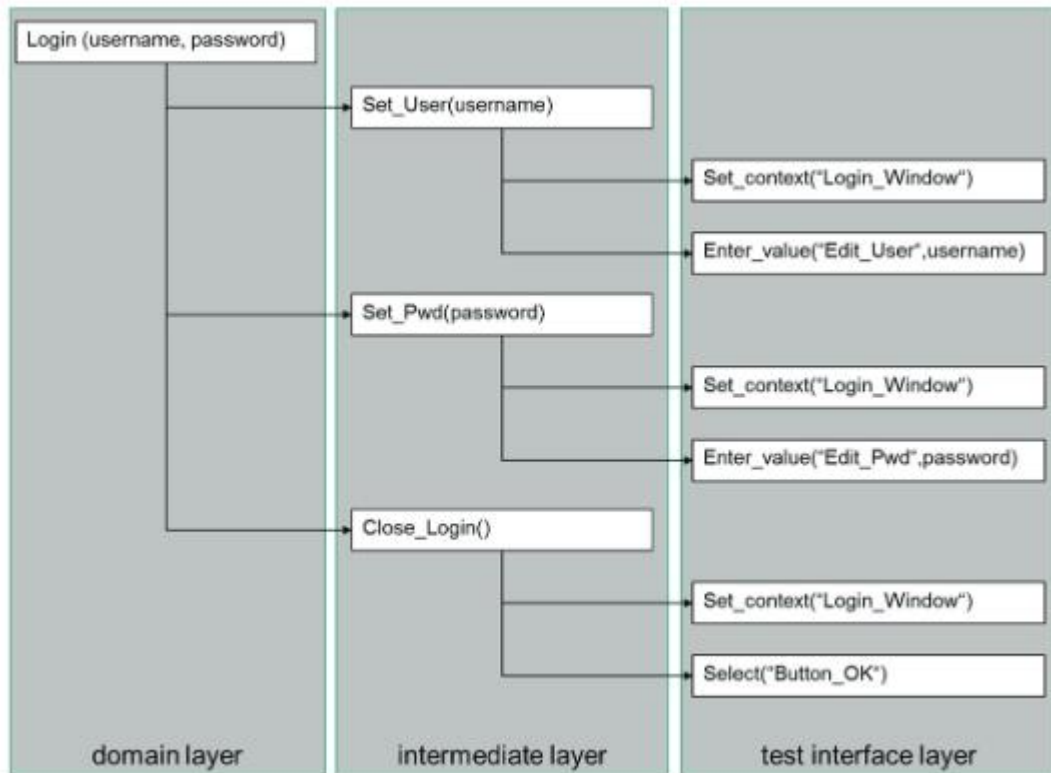 Login (username, password)
Set_User(username)
Set_context("Login_Window")
Enter_value("Edit_User",username)
Set_Pwd(password)
Set_context("Login_Window")
Enter_value("Edit_Pwd",password)
Close_Login()
Set_context("Login_Window")
Select("Button_OK")
domain layer
intermediate layer
test interface layer